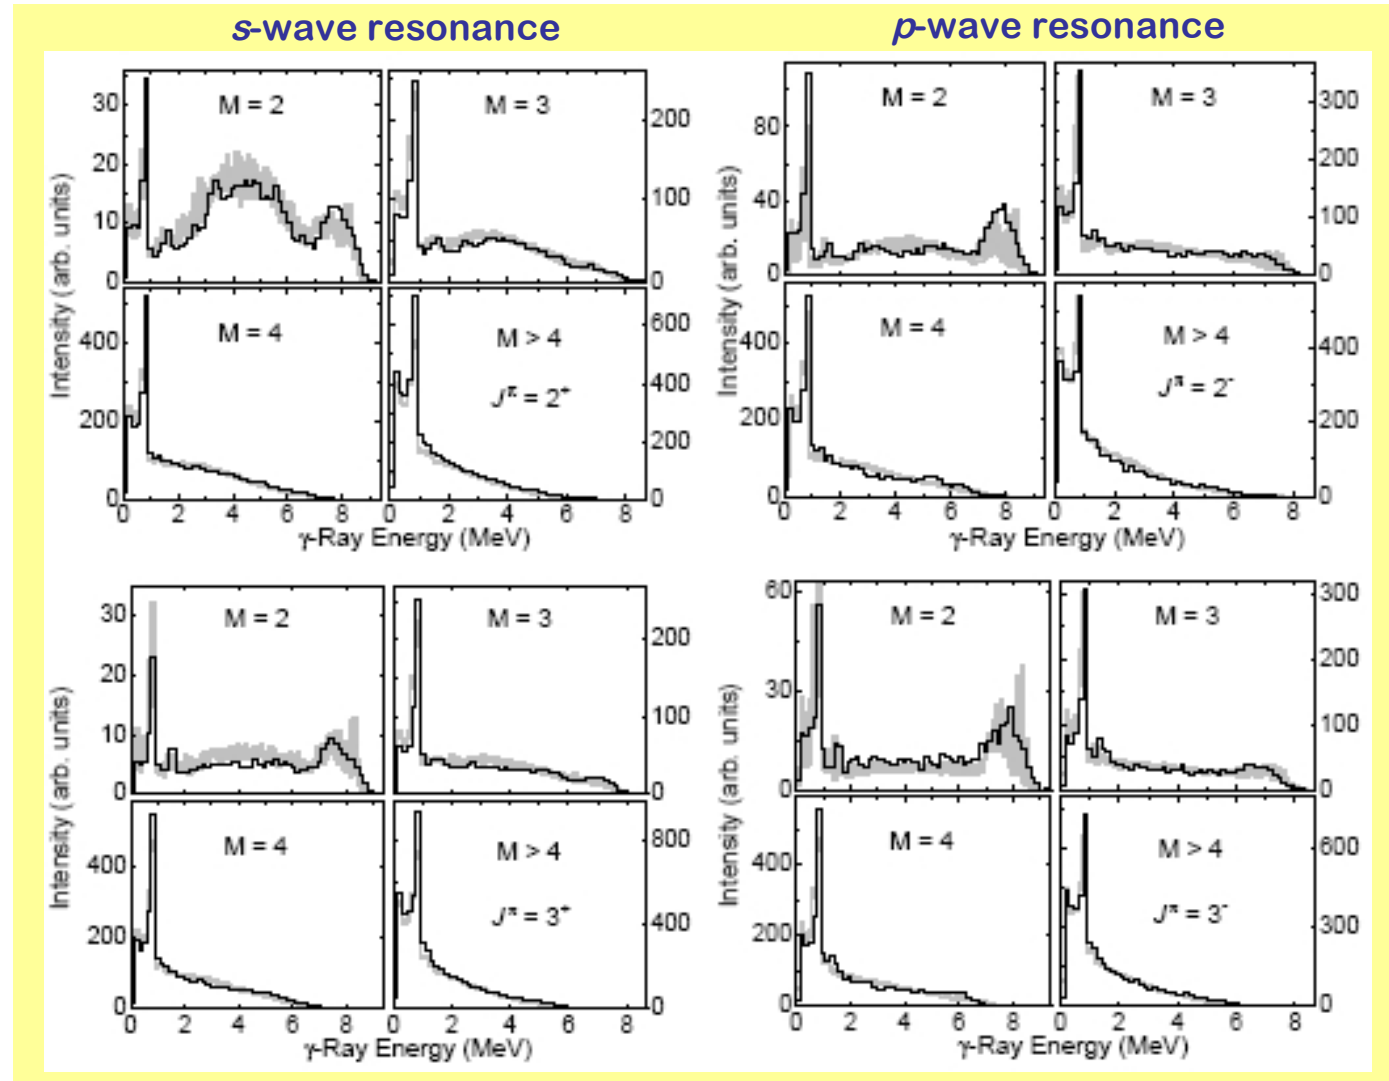 s-wave resonance
p-wave resonance
Intensity (arb. units)
30
20
10
0
M = 2
M = 3
200
100
0
400
200
0
M = 4
M > 4
Jπ = 2+
600
400
200
0
0 2 4 6 8
0 2 4 6 8
γ-Ray Energy (MeV)
Intensity (arb. units)
80
40
0
M = 2
M = 3
300
200
100
0
400
200
0
M = 4
M > 4
Jπ = 2-
400
200
0
0 2 4 6 8
0 2 4 6 8
γ-Ray Energy (MeV)
Intensity (arb. units)
30
20
10
0
M = 2
M = 3
200
100
0
400
200
0
M = 4
M > 4
Jπ = 3+
800
400
0
0 2 4 6 8
0 2 4 6 8
γ-Ray Energy (MeV)
Intensity (arb. units)
60
30
0
M = 2
M = 3
300
200
100
0
400
200
0
M = 4
M > 4
Jπ = 3-
600
300
0
0 2 4 6 8
0 2 4 6 8
γ-Ray Energy (MeV)